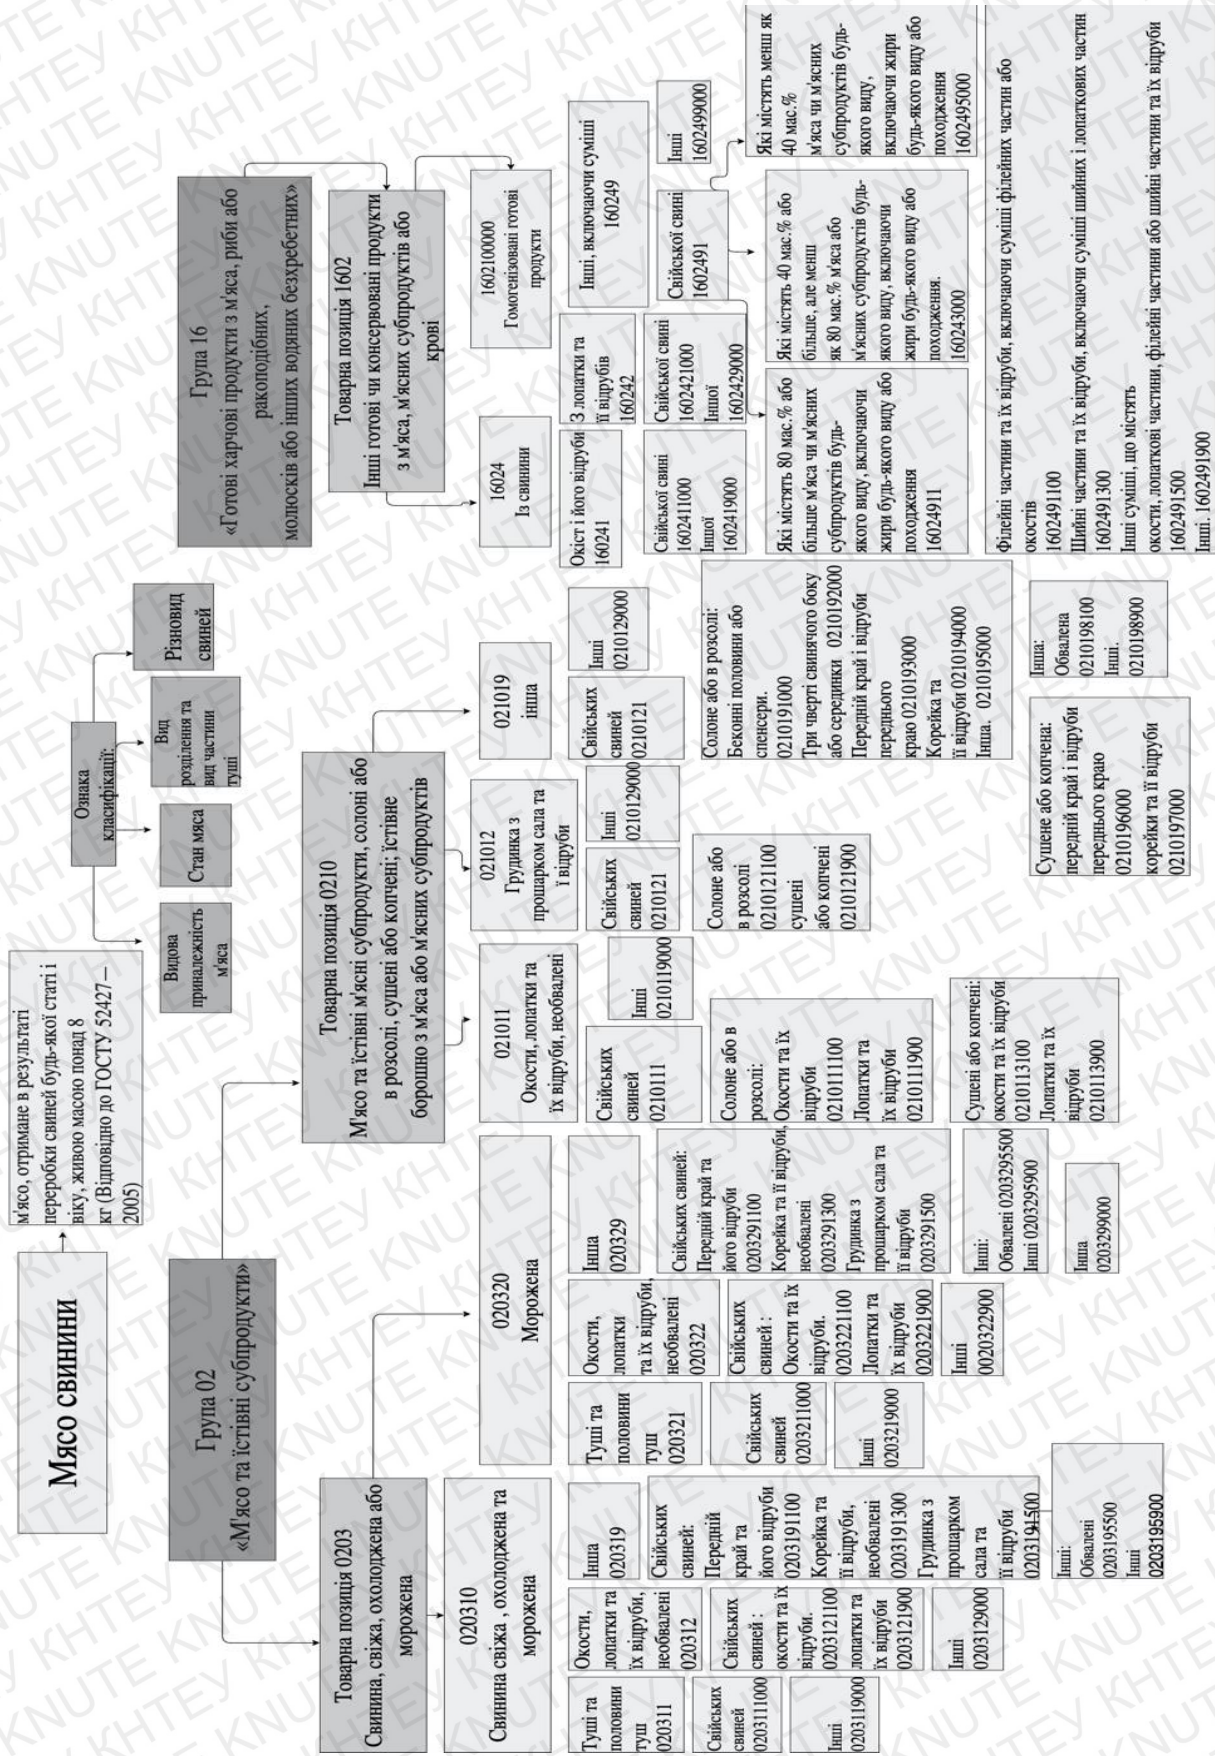 Мясо свинини
м'ясо, отримане в результаті
переробки свиней будь-якої статі і
віку, живою масою понад 8
кг (Відповідно до ГОСТУ 52427—
2005)
Ознака
класифікації:
Видова
приналежність
м'яса
Стан мяса
Вид
розділення та
вид частини
туші
Різновид
свиней
Група 02
«М'ясо та їстівні субпродукти»
Товарна позиція 0203
Свинина, свіжа, охолоджена або
морожена
020310
Свинина свіжа , охолоджена та
морожена
Туші та
половини
туш
020311
Свійських
свиней
0203111000
Інші
0203119000
Окости,
лопатки та
їх відруби,
необвалені
020312
Свійських
свиней :
окости та їх
відруби.
0203121100
лопатки та
їх відруби
0203121900
Інші
0203129000
Інша
020319
Свійських
свиней:
Передній
край та
його відруби
0203191100
Корейка та
її відруби,
необвалені
0203191300
Грудинка з
прошарком
сала та
її відруби
0203191500
Інші:
Обвалені
0203195500
Інші
0203195900
020320
Морожена
Туші та
половини
туш
020321
Свійських
свиней
0203211000
Інші
0203219000
Окости,
лопатки
та їх відруби,
необвалені
020322
Свійських
свиней :
Окости та їх
відруби.
0203221100
Лопатки та
їх відруби
0203221900
Інші
00203229​00
Інша
020329
Свійських свиней:
Передній край та
його відруби
0203291100
Корейка та її відруби,
необвалені
0203291300
Грудинка з
прошарком сала та
її відруби
0203291500
Інші:
Обвалені 0203295500
Інші 0203295900
Інша
0203299000
Товарна позиція 0210
М'ясо та їстівні м'ясні субпродукти, солоні або
в розсолі, сушені або копчені; їстівне
борошно з м'яса або м'ясних субпродуктів
021011
Окости, лопатки та
їх відруби, необвалені
Свійських
свиней
0210111
Інші
0210119000
Солоне або в
розсолі:
Окости та їх
відруби
0210111100
Лопатки та
їх відруби
0210111900
Сушені або копчені:
окости та їх відруби
0210113100
Лопатки та їх
відруби
0210113900
021012
Грудинка з
прошарком сала та
ї відруби
Свійських
свиней
0210121
Інші
0210129000
Солоне або
в розсолі
0210121100
сушені
або копчені
0210121900
021019
інша
Свійських
свиней
0210121
Інші
0210129000
Солоне або в розсолі:
Беконні половини або
спенсери.
0210191000
Три чверті свинячого боку
або середини 0210192000
Передній край і відруби
переднього
краю 0210193000
Корейка та
її відруби 0210194000
Інша. 0210195000
Сушене або копчена:
передній край і відруби
переднього краю
0210196000
корейки та її відруби
0210197000
Інша:
Обвалена
0210198100
Інші.
0210198900
Група 16
«Готові харчові продукти з м'яса, риби або
ракоподібних,
молюсків або інших водяних безхребетних»
Товарна позиція 1602
Інші готові чи консервовані продукти
з м'яса, м'ясних субпродуктів або
крові
16024
Із свинини
1602100000
Гомогенізовані готові
продукти
Окіст і його відруби
160241
Свійської свині
1602411000
Іншої
1602419000
З лопатки та
її відрубів
160242
Свійської свині
1602421000
Іншої
1602429000
Інші, включаючи суміші
160249
Свійської свині
1602491
Інші
1602499000
Які містять 80 мас.% або
більше м'яса чи м'ясних
субпродуктів будь-
якого виду, включаючи
жири будь-якого виду або
походження
16024911
Які містять 40 мас.% або
більше, але менш
як 80 мас.% м'яса або
м'ясних субпродуктів будь-
якого виду, включаючи
жири будь-якого виду або
походження.
160243000
Які містять менш як
40 мас.%
м'яса чи м'ясних
субпродуктів будь-
якого виду,
включаючи жири
будь-якого виду або
походження
1602495000
Філейні частини та їх відруби, включаючи суміші філейних частин або
окостів
1602491100
Шийні частини та їх відруби, включаючи суміші шийних і лопаткових частин
1602491300
Інші суміші, що містять
окости, лопаткові частини, філейні частини або шийні частини та їх відруби
1602491500
Інші. 1602491900